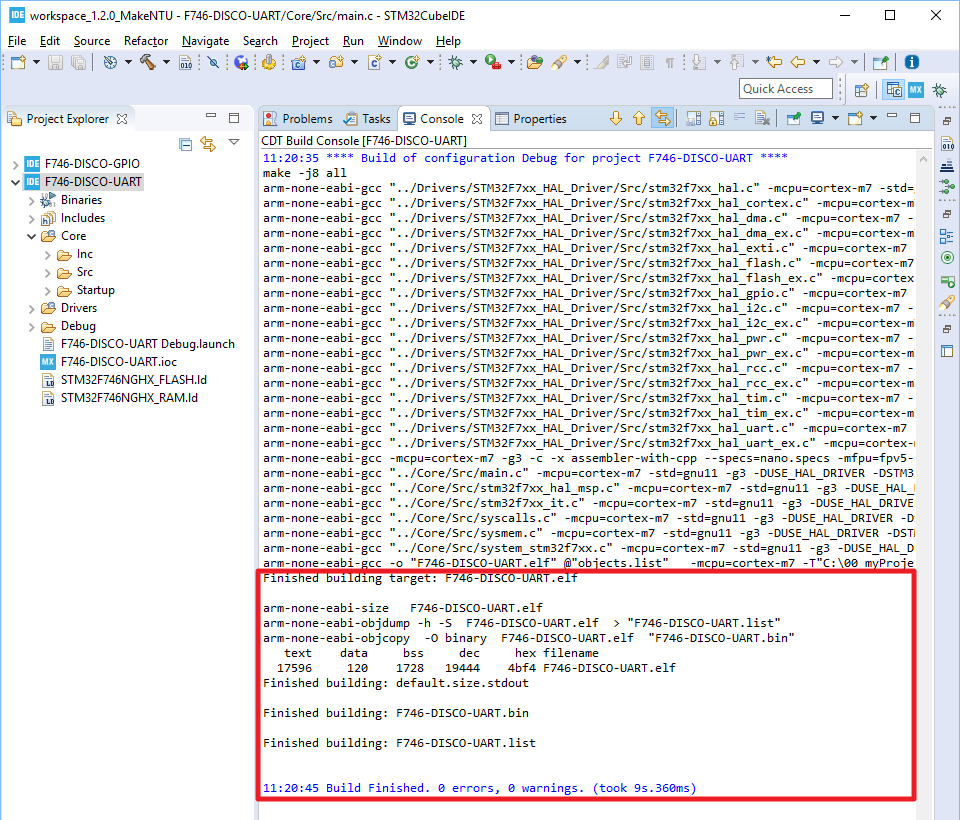 IDE workspace_1.2.0_MakeNTU - F746-DISCO-UART/Core/Src/main.c - STM32CubeIDE
File Edit Source Refactor Navigate Search Project Run Window Help
Quick Access
MX
Project Explorer
IDE F746-DISCO-GPIO
IDE F746-DISCO-UART
Binaries
Includes
Core
Inc
Src
Startup
Drivers
Debug
F746-DISCO-UART Debug.launch
MX F746-DISCO-UART.ioc
STM32F746NGHX_FLASH.ld
STM32F746NGHX_RAM.ld
Problems Tasks Console Properties
CDT Build Console [F746-DISCO-UART]
11:20:35 **** Build of configuration Debug for project F746-DISCO-UART ****
make -j8 all
arm-none-eabi-gcc "../Drivers/STM32F7xx_HAL_Driver/Src/stm32f7xx_hal.c" -mcpu=cortex-m7 -std=
arm-none-eabi-gcc "../Drivers/STM32F7xx_HAL_Driver/Src/stm32f7xx_hal_cortex.c" -mcpu=cortex-m
arm-none-eabi-gcc "../Drivers/STM32F7xx_HAL_Driver/Src/stm32f7xx_hal_dma.c" -mcpu=cortex-m7 -
arm-none-eabi-gcc "../Drivers/STM32F7xx_HAL_Driver/Src/stm32f7xx_hal_dma_ex.c" -mcpu=cortex-m
arm-none-eabi-gcc "../Drivers/STM32F7xx_HAL_Driver/Src/stm32f7xx_hal_exti.c" -mcpu=cortex-m7
arm-none-eabi-gcc "../Drivers/STM32F7xx_HAL_Driver/Src/stm32f7xx_hal_flash.c" -mcpu=cortex-m7
arm-none-eabi-gcc "../Drivers/STM32F7xx_HAL_Driver/Src/stm32f7xx_hal_flash_ex.c" -mcpu=cortex
arm-none-eabi-gcc "../Drivers/STM32F7xx_HAL_Driver/Src/stm32f7xx_hal_gpio.c" -mcpu=cortex-m7
arm-none-eabi-gcc "../Drivers/STM32F7xx_HAL_Driver/Src/stm32f7xx_hal_i2c.c" -mcpu=cortex-m7 -
arm-none-eabi-gcc "../Drivers/STM32F7xx_HAL_Driver/Src/stm32f7xx_hal_i2c_ex.c" -mcpu=cortex-m
arm-none-eabi-gcc "../Drivers/STM32F7xx_HAL_Driver/Src/stm32f7xx_hal_pwr.c" -mcpu=cortex-m7 -
arm-none-eabi-gcc "../Drivers/STM32F7xx_HAL_Driver/Src/stm32f7xx_hal_pwr_ex.c" -mcpu=cortex-m
arm-none-eabi-gcc "../Drivers/STM32F7xx_HAL_Driver/Src/stm32f7xx_hal_rcc.c" -mcpu=cortex-m7 -
arm-none-eabi-gcc "../Drivers/STM32F7xx_HAL_Driver/Src/stm32f7xx_hal_rcc_ex.c" -mcpu=cortex-m
arm-none-eabi-gcc "../Drivers/STM32F7xx_HAL_Driver/Src/stm32f7xx_hal_tim.c" -mcpu=cortex-m7 -
arm-none-eabi-gcc "../Drivers/STM32F7xx_HAL_Driver/Src/stm32f7xx_hal_tim_ex.c" -mcpu=cortex-m
arm-none-eabi-gcc "../Drivers/STM32F7xx_HAL_Driver/Src/stm32f7xx_hal_uart.c" -mcpu=cortex-m7
arm-none-eabi-gcc "../Drivers/STM32F7xx_HAL_Driver/Src/stm32f7xx_hal_uart_ex.c" -mcpu=cortex-
arm-none-eabi-gcc -mcpu=cortex-m7 -g3 -c -x assembler-with-cpp --specs=nano.specs -mfpu=fpv5-
arm-none-eabi-gcc "../Core/Src/main.c" -mcpu=cortex-m7 -std=gnu11 -g3 -DUSE_HAL_DRIVER -DSTM3
arm-none-eabi-gcc "../Core/Src/stm32f7xx_hal_msp.c" -mcpu=cortex-m7 -std=gnu11 -g3 -DUSE_HAL_
arm-none-eabi-gcc "../Core/Src/stm32f7xx_it.c" -mcpu=cortex-m7 -std=gnu11 -g3 -DUSE_HAL_DRIVE
arm-none-eabi-gcc "../Core/Src/syscalls.c" -mcpu=cortex-m7 -std=gnu11 -g3 -DUSE_HAL_DRIVER -D
arm-none-eabi-gcc "../Core/Src/sysmem.c" -mcpu=cortex-m7 -std=gnu11 -g3 -DUSE_HAL_DRIVER -DST
arm-none-eabi-gcc "../Core/Src/system_stm32f7xx.c" -mcpu=cortex-m7 -std=gnu11 -g3 -DUSE_HAL_D
arm-none-eabi-gcc -o "F746-DISCO-UART.elf" @"objects.list" -mcpu=cortex-m7 -T"C:\00_myProje
Finished building target: F746-DISCO-UART.elf
arm-none-eabi-size F746-DISCO-UART.elf
arm-none-eabi-objdump -h -S F746-DISCO-UART.elf > "F746-DISCO-UART.list"
arm-none-eabi-objcopy -O binary F746-DISCO-UART.elf "F746-DISCO-UART.bin"
text data bss dec hex filename
17596 120 1728 19444 4bf4 F746-DISCO-UART.elf
Finished building: default.size.stdout
Finished building: F746-DISCO-UART.bin
Finished building: F746-DISCO-UART.list
11:20:45 Build Finished. 0 errors, 0 warnings. (took 9s.360ms)